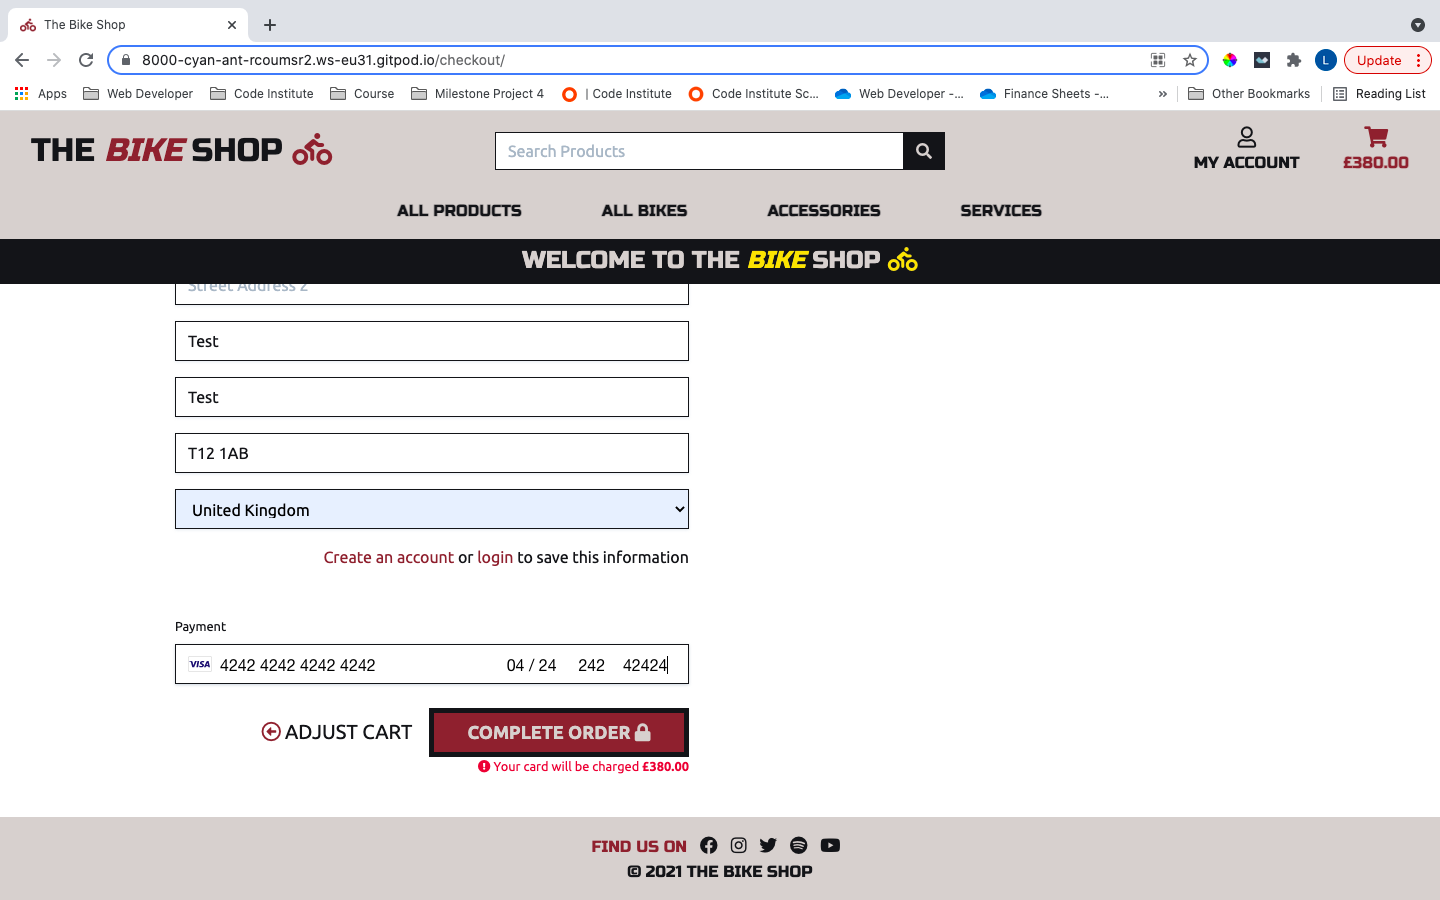 The Bike Shop
8000-cyan-ant-rcoumsr2.ws-eu31.gitpod.io/checkout/
L
Update
Apps
Web Developer
Code Institute
Course
Milestone Project 4
| Code Institute
Code Institute Sc...
Web Developer -...
Finance Sheets -...
»
Other Bookmarks
Reading List
THE BIKE SHOP
Search Products
MY ACCOUNT
£380.00
ALL PRODUCTS
ALL BIKES
ACCESSORIES
SERVICES
WELCOME TO THE BIKE SHOP
Street Address 2
Test
Test
T12 1AB
United Kingdom
Create an account or login to save this information
Payment
VISA 4242 4242 4242 4242 04 / 24 242 42424
ADJUST CART
COMPLETE ORDER
Your card will be charged £380.00
FIND US ON
© 2021 THE BIKE SHOP